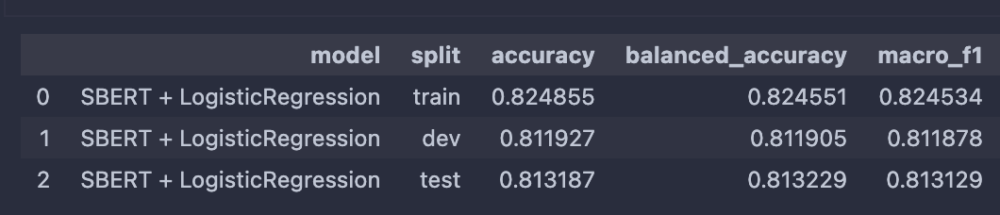 model split accuracy balanced_accuracy macro_f1
0 SBERT + LogisticRegression train 0.824855 0.824551 0.824534
1 SBERT + LogisticRegression dev 0.811927 0.811905 0.811878
2 SBERT + LogisticRegression test 0.813187 0.813229 0.813129